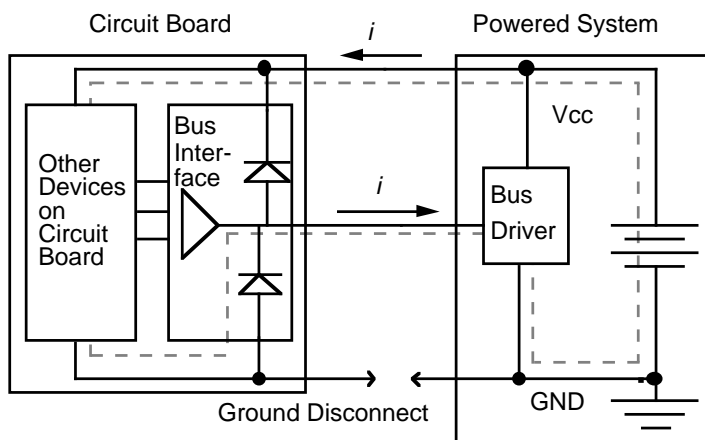 Circuit Board
i
Powered System
Bus
Inter-
face
Other
Devices
on
Circuit
Board
Vcc
i
Bus
Driver
Ground Disconnect
GND